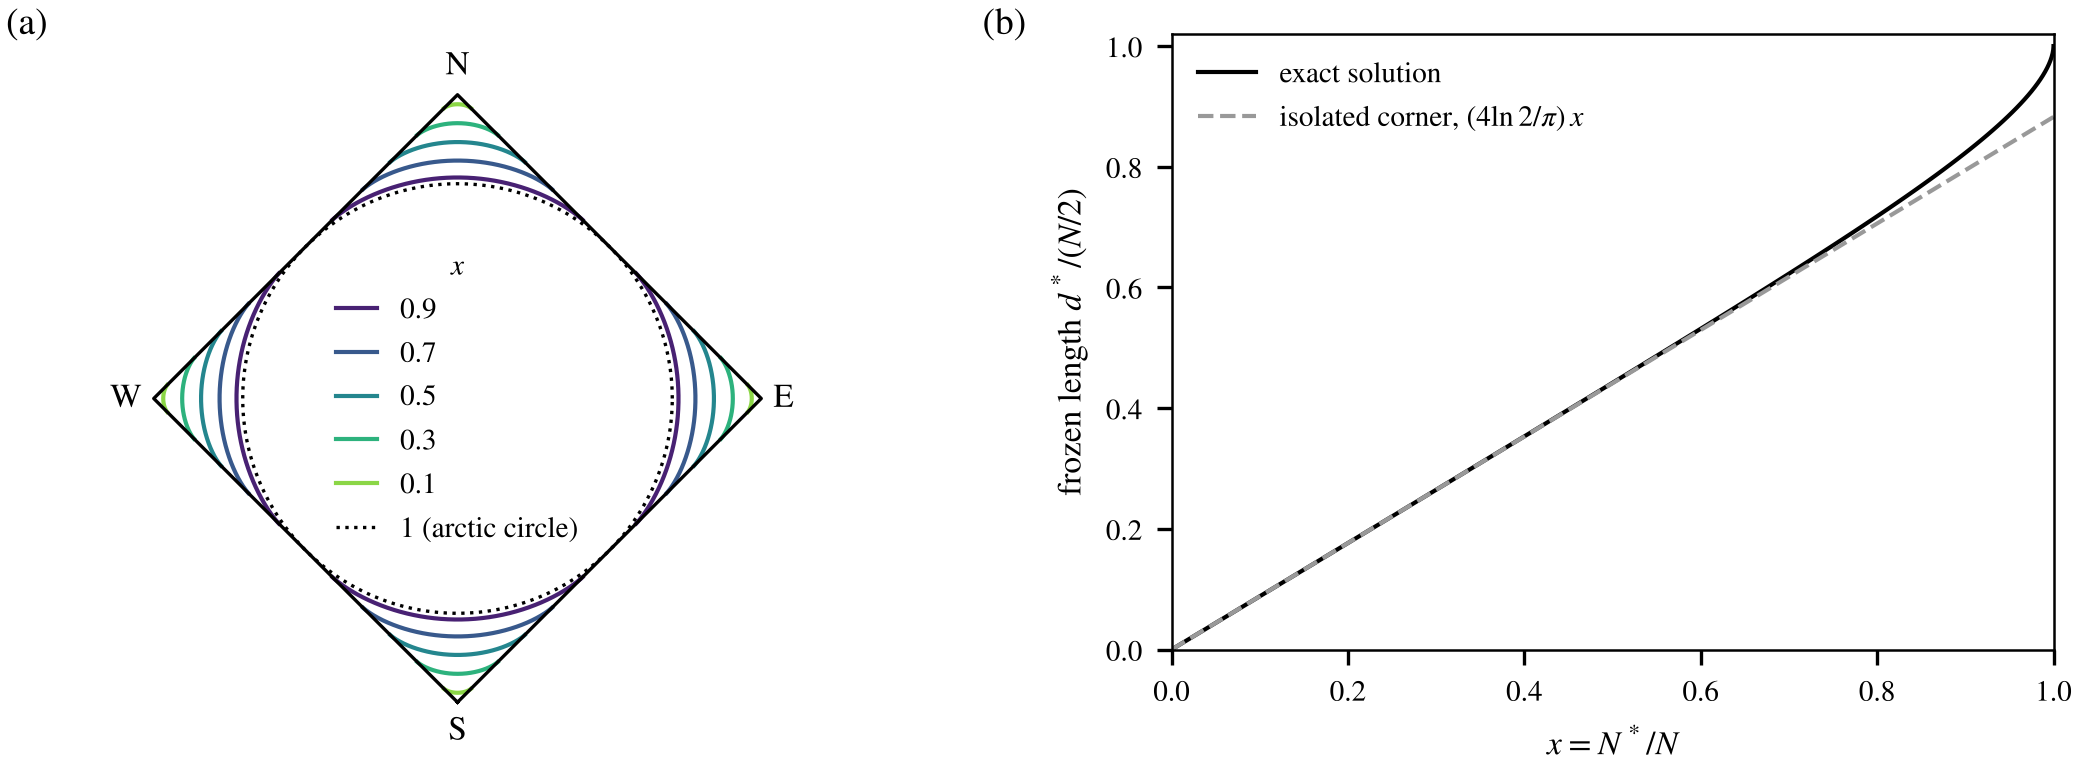 (a)
N
W
E
S
x
0.9
0.7
0.5
0.3
0.1
1 (arctic circle)
(b)
exact solution
isolated corner, (4ln 2/π) x
frozen length d*/(N/2)
1.0
0.8
0.6
0.4
0.2
0.0
0.0 0.2 0.4 0.6 0.8 1.0
x = N*/N